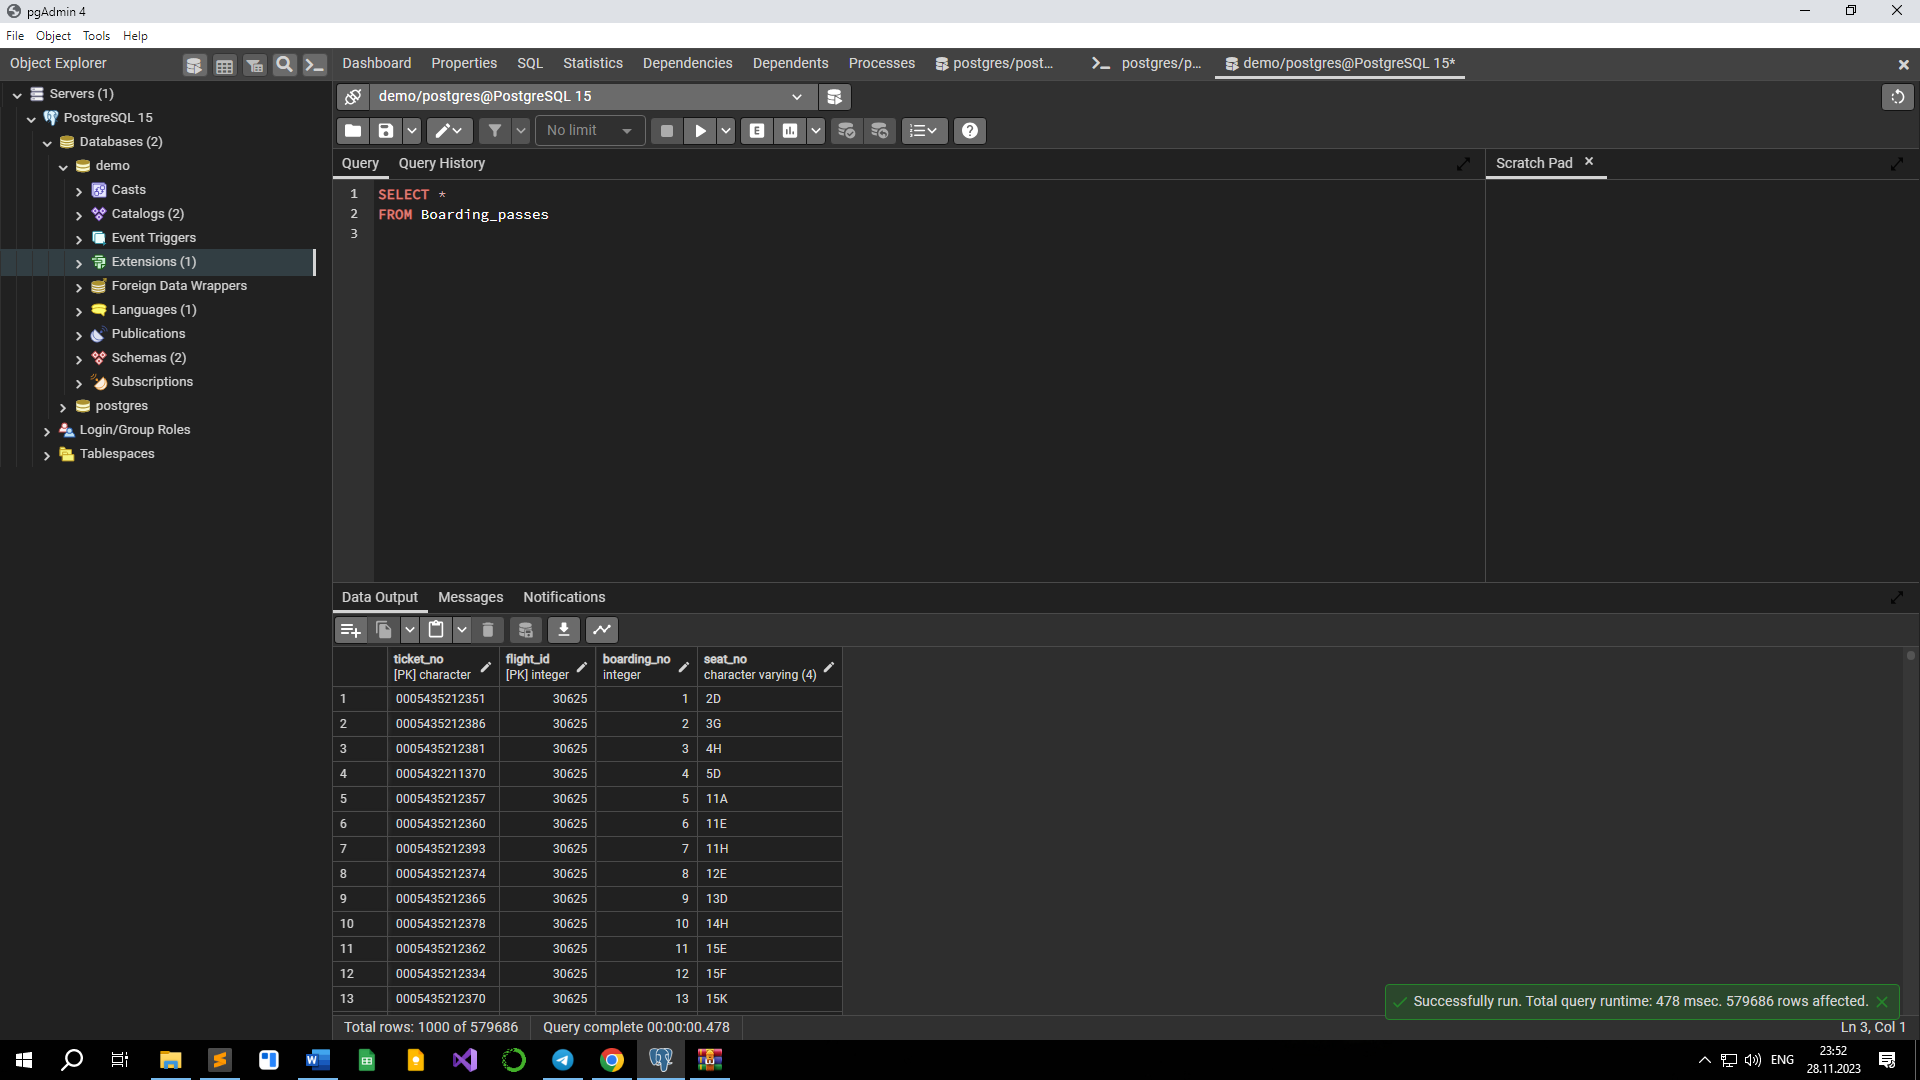 pgAdmin 4
File Object Tools Help
Object Explorer
Dashboard Properties SQL Statistics Dependencies Dependents Processes postgres/post... postgres/p... demo/postgres@PostgreSQL 15*
Servers (1)
PostgreSQL 15
Databases (2)
demo
Casts
Catalogs (2)
Event Triggers
Extensions (1)
Foreign Data Wrappers
Languages (1)
Publications
Schemas (2)
Subscriptions
postgres
Login/Group Roles
Tablespaces
demo/postgres@PostgreSQL 15
No limit
E
Query Query History
Scratch Pad
1 SELECT *
2 FROM Boarding_passes
3
Data Output Messages Notifications
ticket_no flight_id boarding_no seat_no
[PK] character [PK] integer integer character varying (4)
1 0005435212351 30625 1 2D
2 0005435212386 30625 2 3G
3 0005435212381 30625 3 4H
4 0005432211370 30625 4 5D
5 0005435212357 30625 5 11A
6 0005435212360 30625 6 11E
7 0005435212393 30625 7 11H
8 0005435212374 30625 8 12E
9 0005435212365 30625 9 13D
10 0005435212378 30625 10 14H
11 0005435212362 30625 11 15E
12 0005435212334 30625 12 15F
13 0005435212370 30625 13 15K
Successfully run. Total query runtime: 478 msec. 579686 rows affected.
Total rows: 1000 of 579686 Query complete 00:00:00.478 Ln 3, Col 1
ENG
23:52
28.11.2023